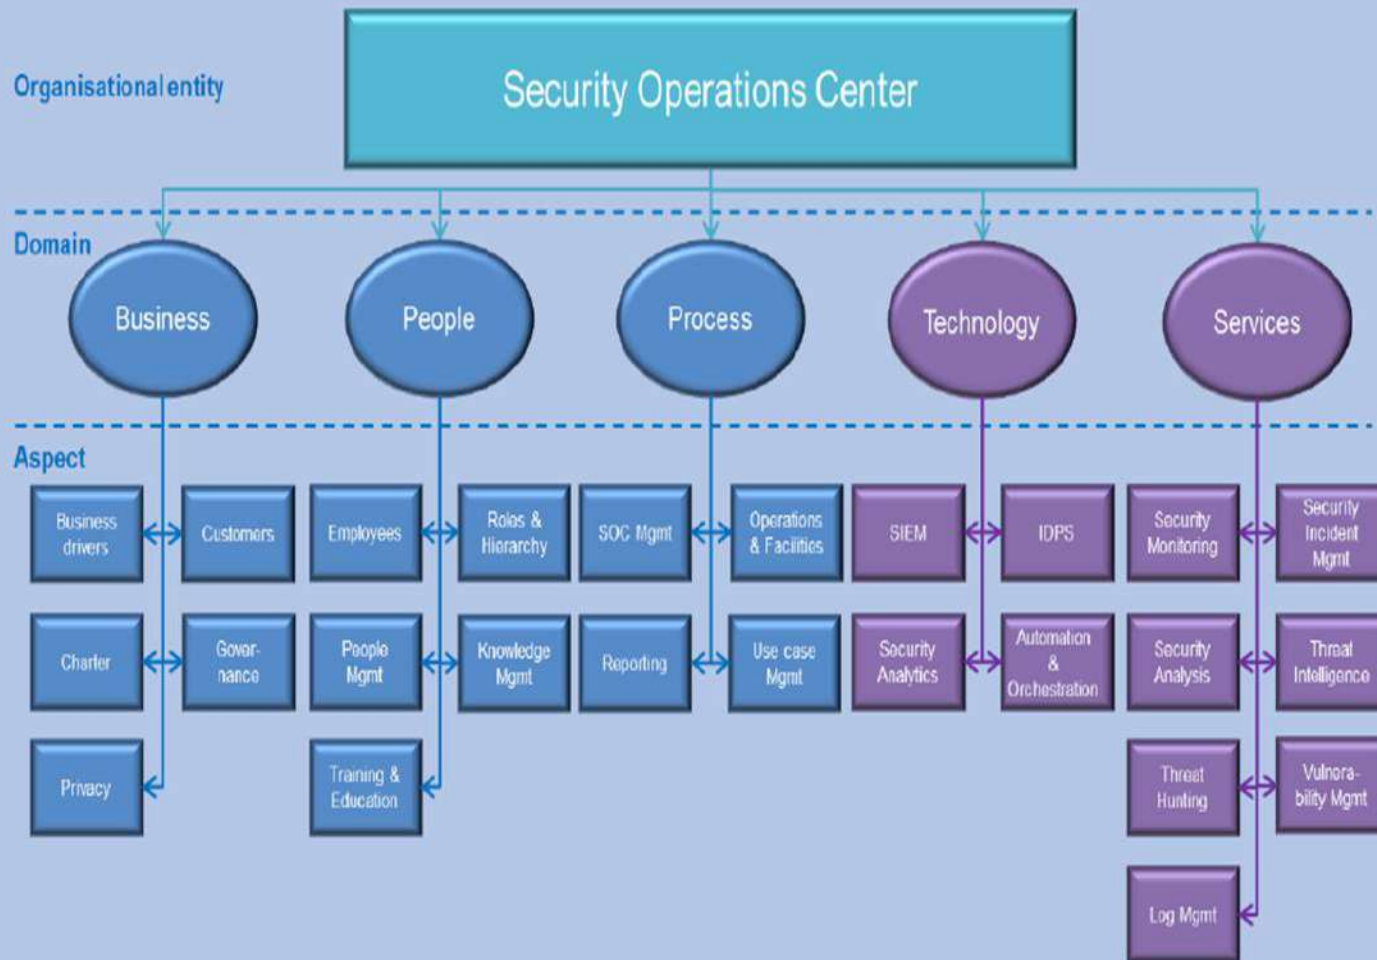 Organisational entity
Security Operations Center
Domain
Business
People
Process
Technology
Services
Aspect
Business
drivers
Customers
Employees
Roles &
Hierarchy
SOC Mgmt
Operations
& Facilities
SIEM
IDPS
Security
Monitoring
Security
Incident
Mgmt
Charter
Gover-
nance
People
Mgmt
Knowledge
Mgmt
Reporting
Use case
Mgmt
Security
Analytics
Automation
&
Orchestration
Security
Analysis
Threat
Intelligence
Privacy
Training &
Education
Threat
Hunting
Vulnera-
bility Mgmt
Log Mgmt